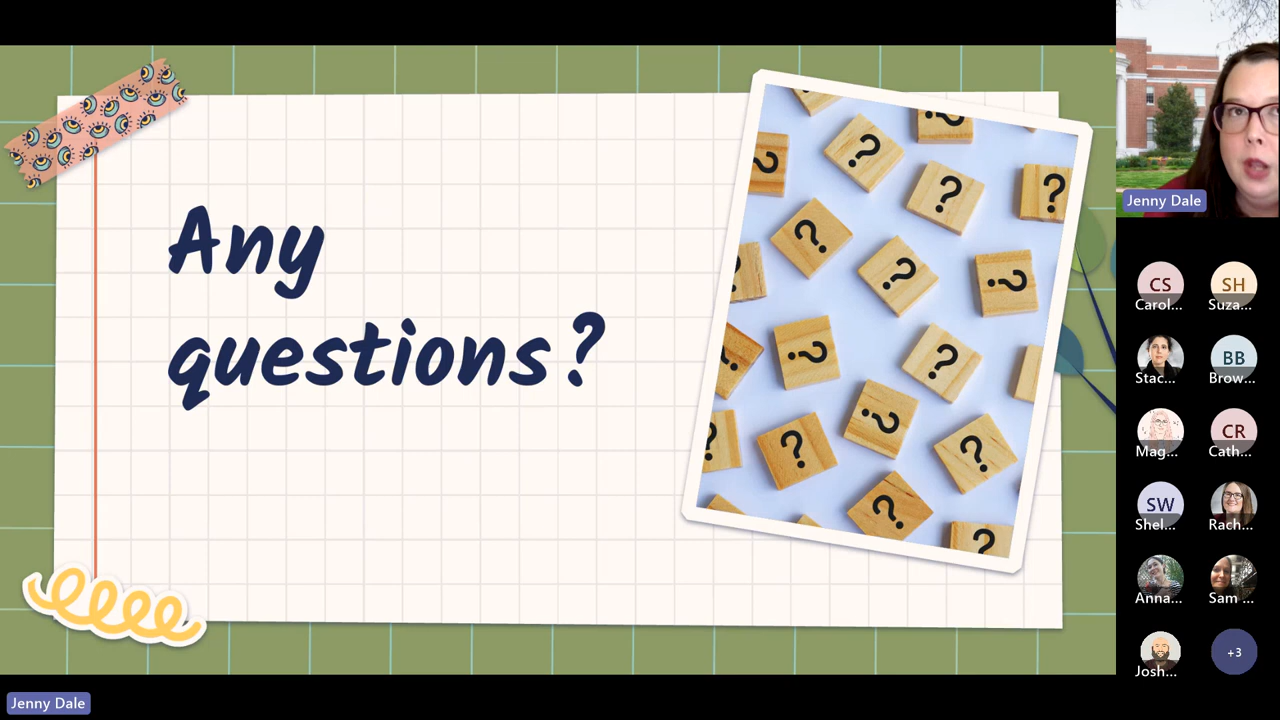 Any
questions?
Jenny Dale
CS
Carol...
SH
Suza...
Stac...
BB
Brow...
Mag...
CR
Cath...
SW
Shel...
Rach...
Anna...
Sam ...
Josh...
+3
Jenny Dale